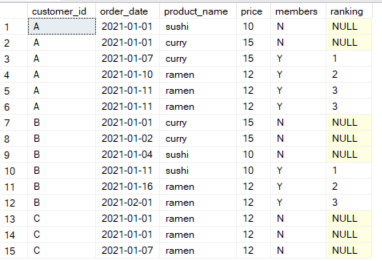 customer_id order_date product_name price members ranking
1 A 2021-01-01 sushi 10 N NULL
2 A 2021-01-01 curry 15 N NULL
3 A 2021-01-07 curry 15 Y 1
4 A 2021-01-10 ramen 12 Y 2
5 A 2021-01-11 ramen 12 Y 3
6 A 2021-01-11 ramen 12 Y 3
7 B 2021-01-01 curry 15 N NULL
8 B 2021-01-02 curry 15 N NULL
9 B 2021-01-04 sushi 10 N NULL
10 B 2021-01-11 sushi 10 Y 1
11 B 2021-01-16 ramen 12 Y 2
12 B 2021-02-01 ramen 12 Y 3
13 C 2021-01-01 ramen 12 N NULL
14 C 2021-01-01 ramen 12 N NULL
15 C 2021-01-07 ramen 12 N NULL